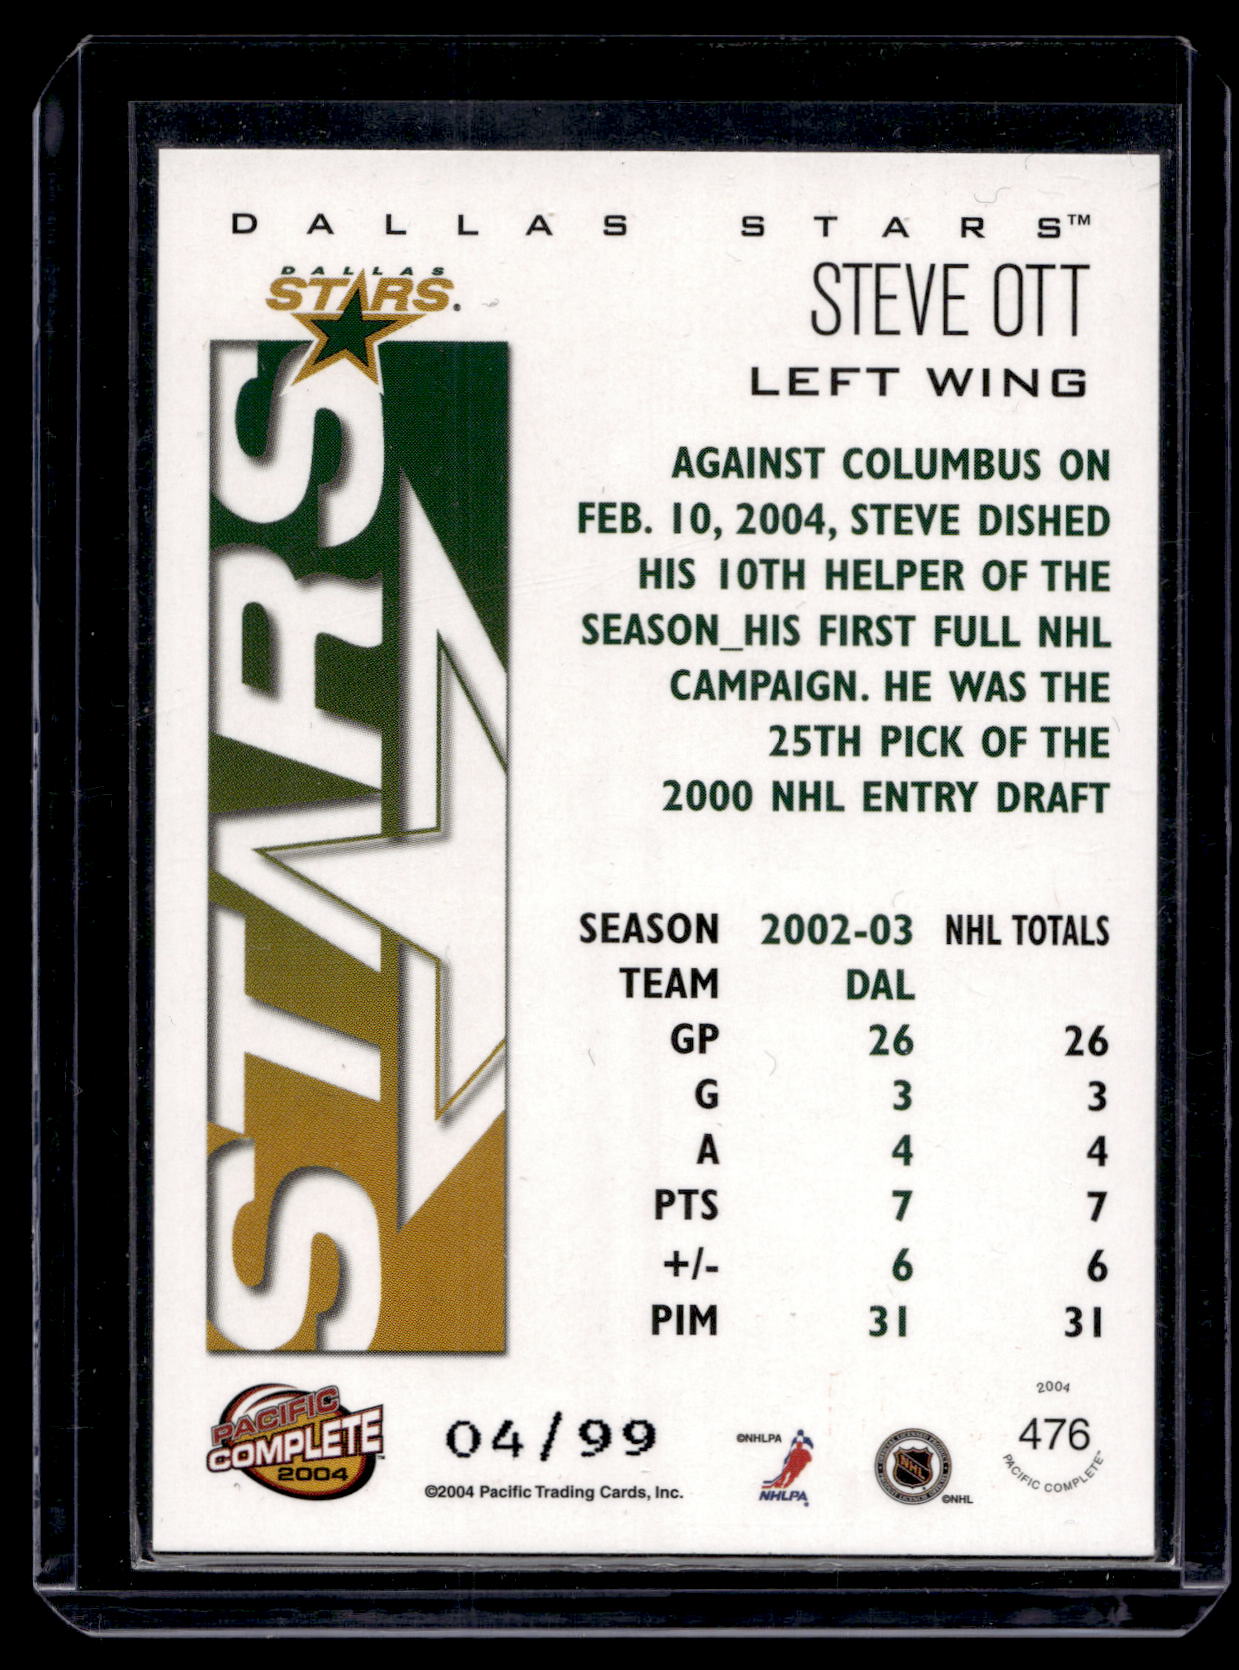 DALLAS STARS™
DALLAS
STARS®
STEVE OTT
LEFT WING
STARS
AGAINST COLUMBUS ON
FEB. 10, 2004, STEVE DISHED
HIS 10TH HELPER OF THE
SEASON_HIS FIRST FULL NHL
CAMPAIGN. HE WAS THE
25TH PICK OF THE
2000 NHL ENTRY DRAFT
SEASON 2002-03 NHL TOTALS
TEAM DAL
GP 26 26
G 3 3
A 4 4
PTS 7 7
+/- 6 6
PIM 31 31
PACIFIC
COMPLETE™
2004
04/99
©2004 Pacific Trading Cards, Inc.
©NHLPA
NHLPA
NHL
©NHL
2004
476
PACIFIC COMPLETE™